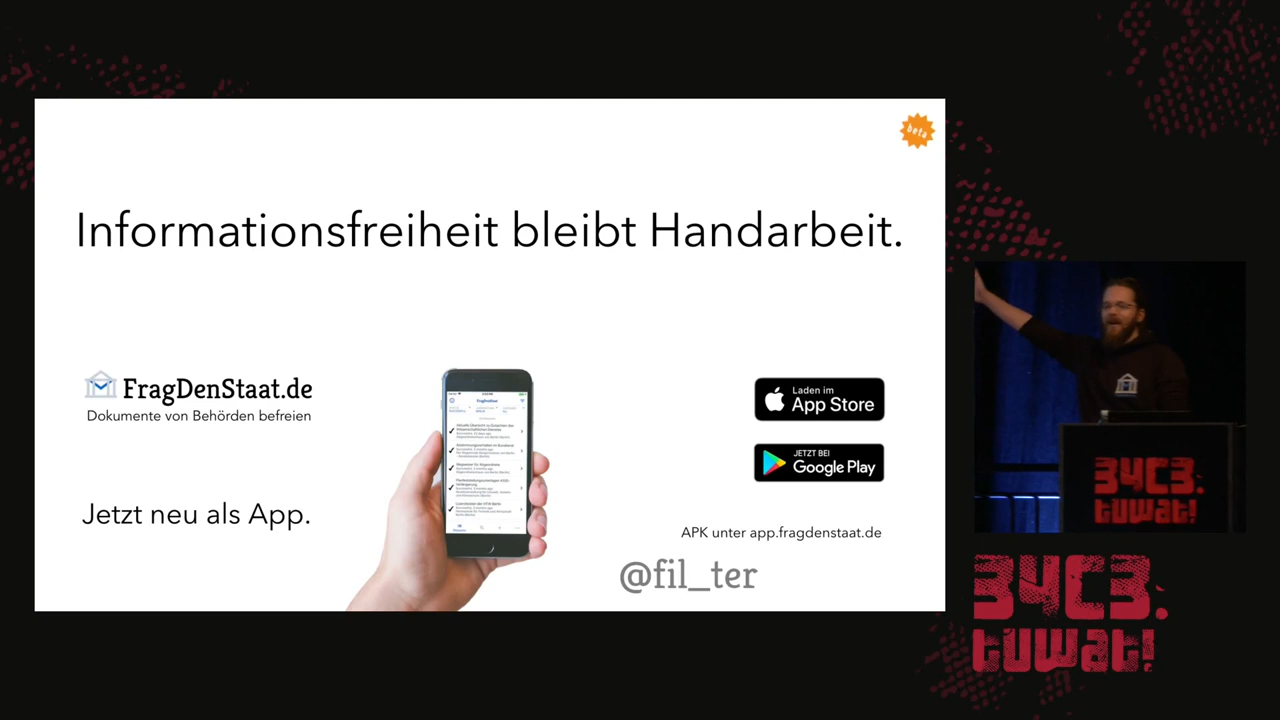 beta
Informationsfreiheit bleibt Handarbeit.
FragDenStaat.de
Dokumente von Behörden befreien
Jetzt neu als App.
Laden im
App Store
JETZT BEI
Google Play
APK unter app.fragdenstaat.de
@fil_ter
34C3.
tuwat!
34C3.
tuwat!